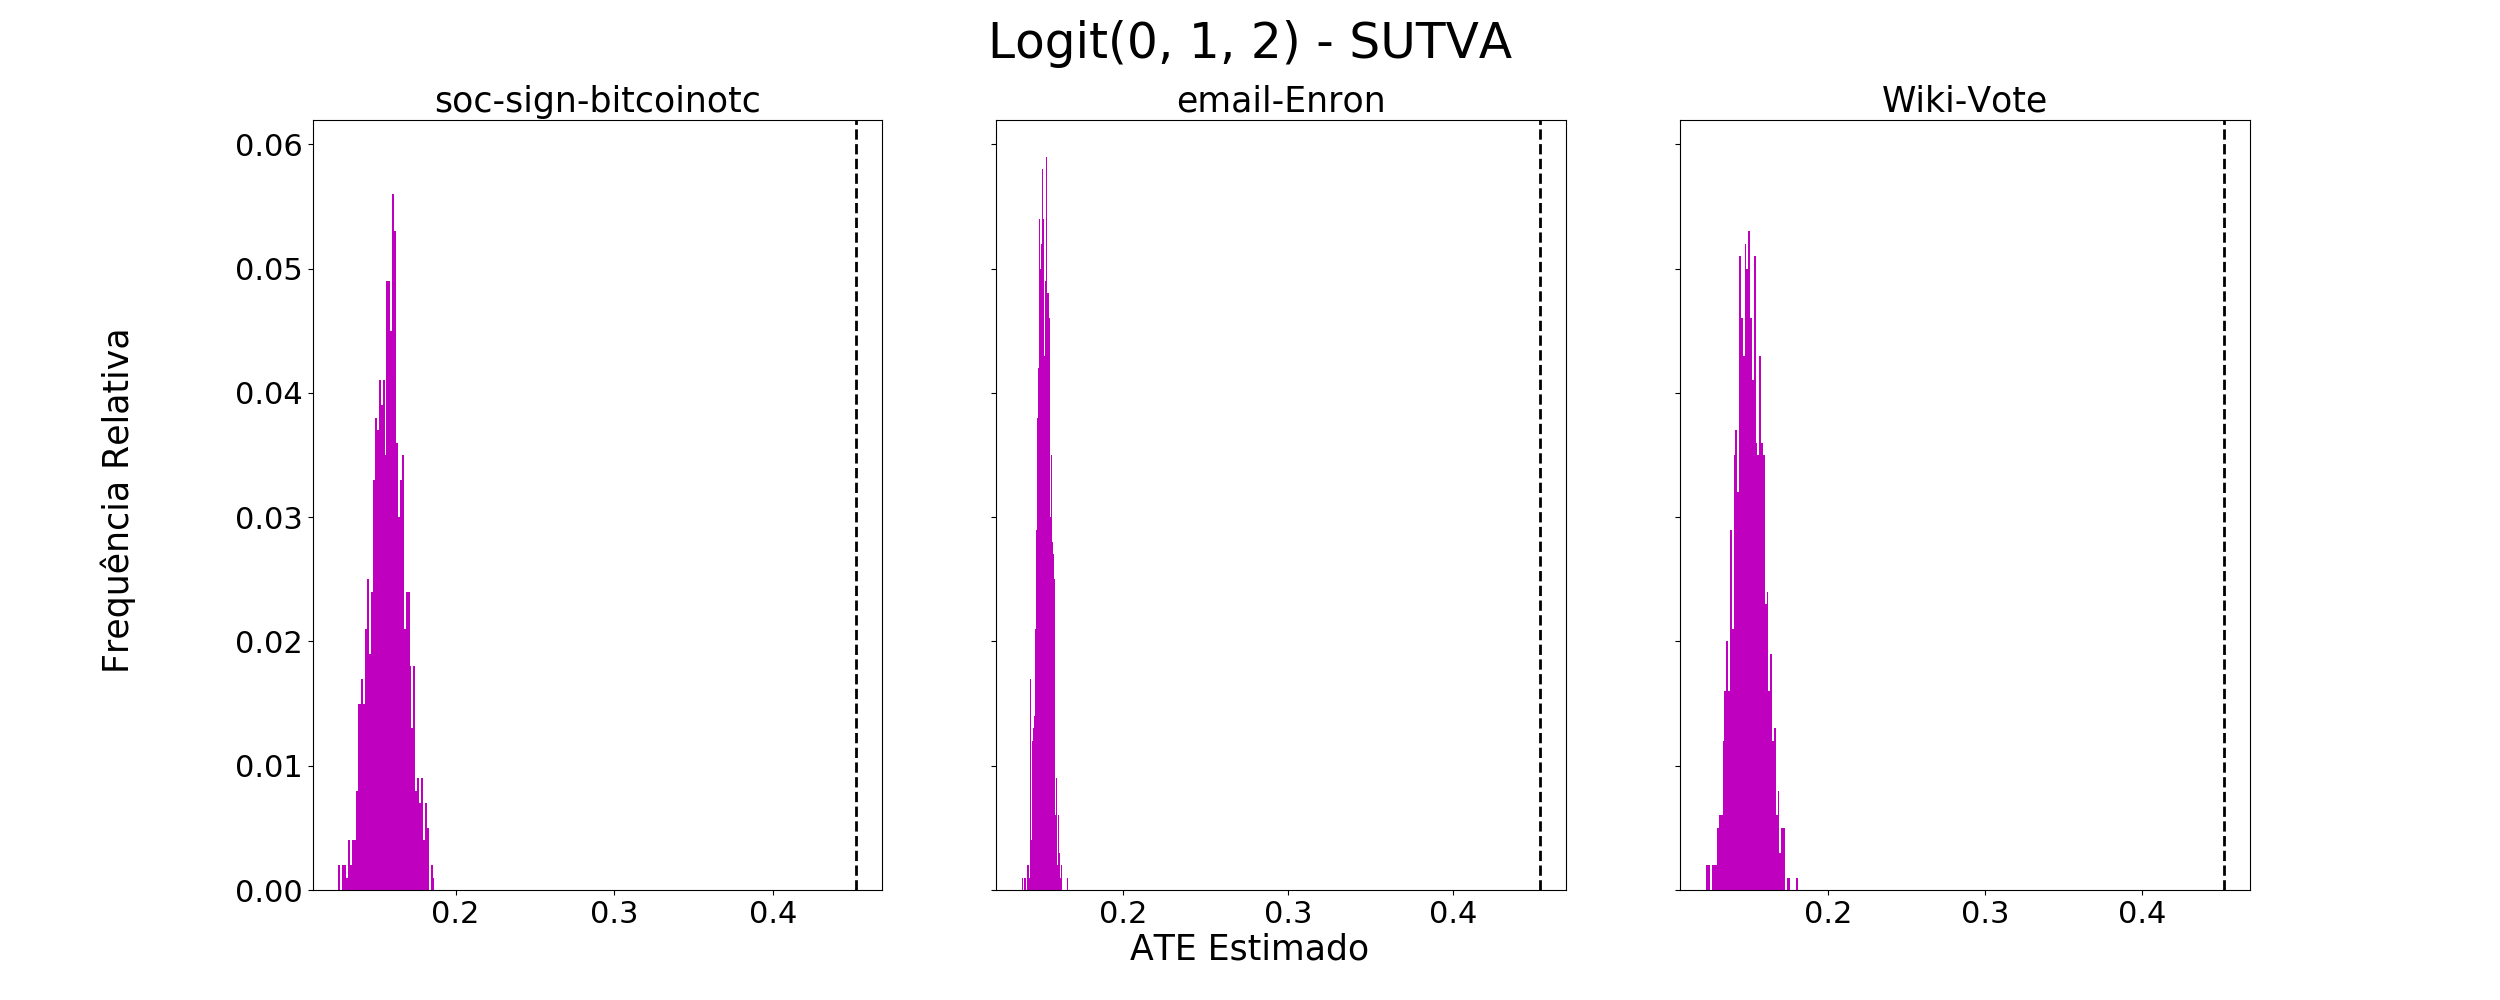 Logit(0, 1, 2) - SUTVA
soc-sign-bitcoinotc
email-Enron
Wiki-Vote
Frequência Relativa
0.06
0.05
0.04
0.03
0.02
0.01
0.00
0.2 0.3 0.4
0.2 0.3 0.4
0.2 0.3 0.4
ATE Estimado